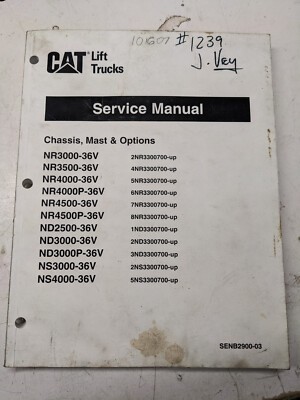 101G07 #1239
J. Vey
CAT Lift
Trucks
Service Manual
Chassis, Mast & Options
NR3000-36V 2NR3300700-up
NR3500-36V 4NR3300700-up
NR4000-36V 5NR3300700-up
NR4000P-36V 6NR3300700-up
NR4500-36V 7NR3300700-up
NR4500P-36V 8NR3300700-up
ND2500-36V 1ND3300700-up
ND3000-36V 2ND3300700-up
ND3000P-36V 3ND3300700-up
NS3000-36V 2NS3300700-up
NS4000-36V 5NS3300700-up
SENB2900-03